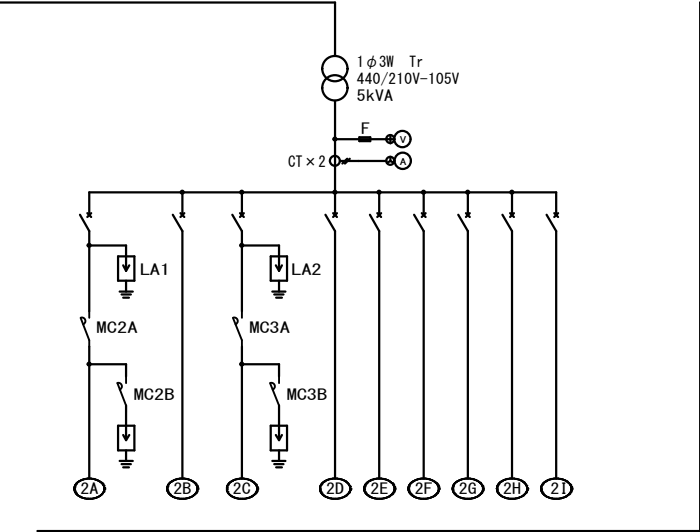 1φ3W Tr
440/210V-105V
5kVA
F
V
CT×2
A
LA1
LA2
MC2A
MC3A
MC2B
MC3B
2A
2B
2C
2D
2E
2F
2G
2H
2I